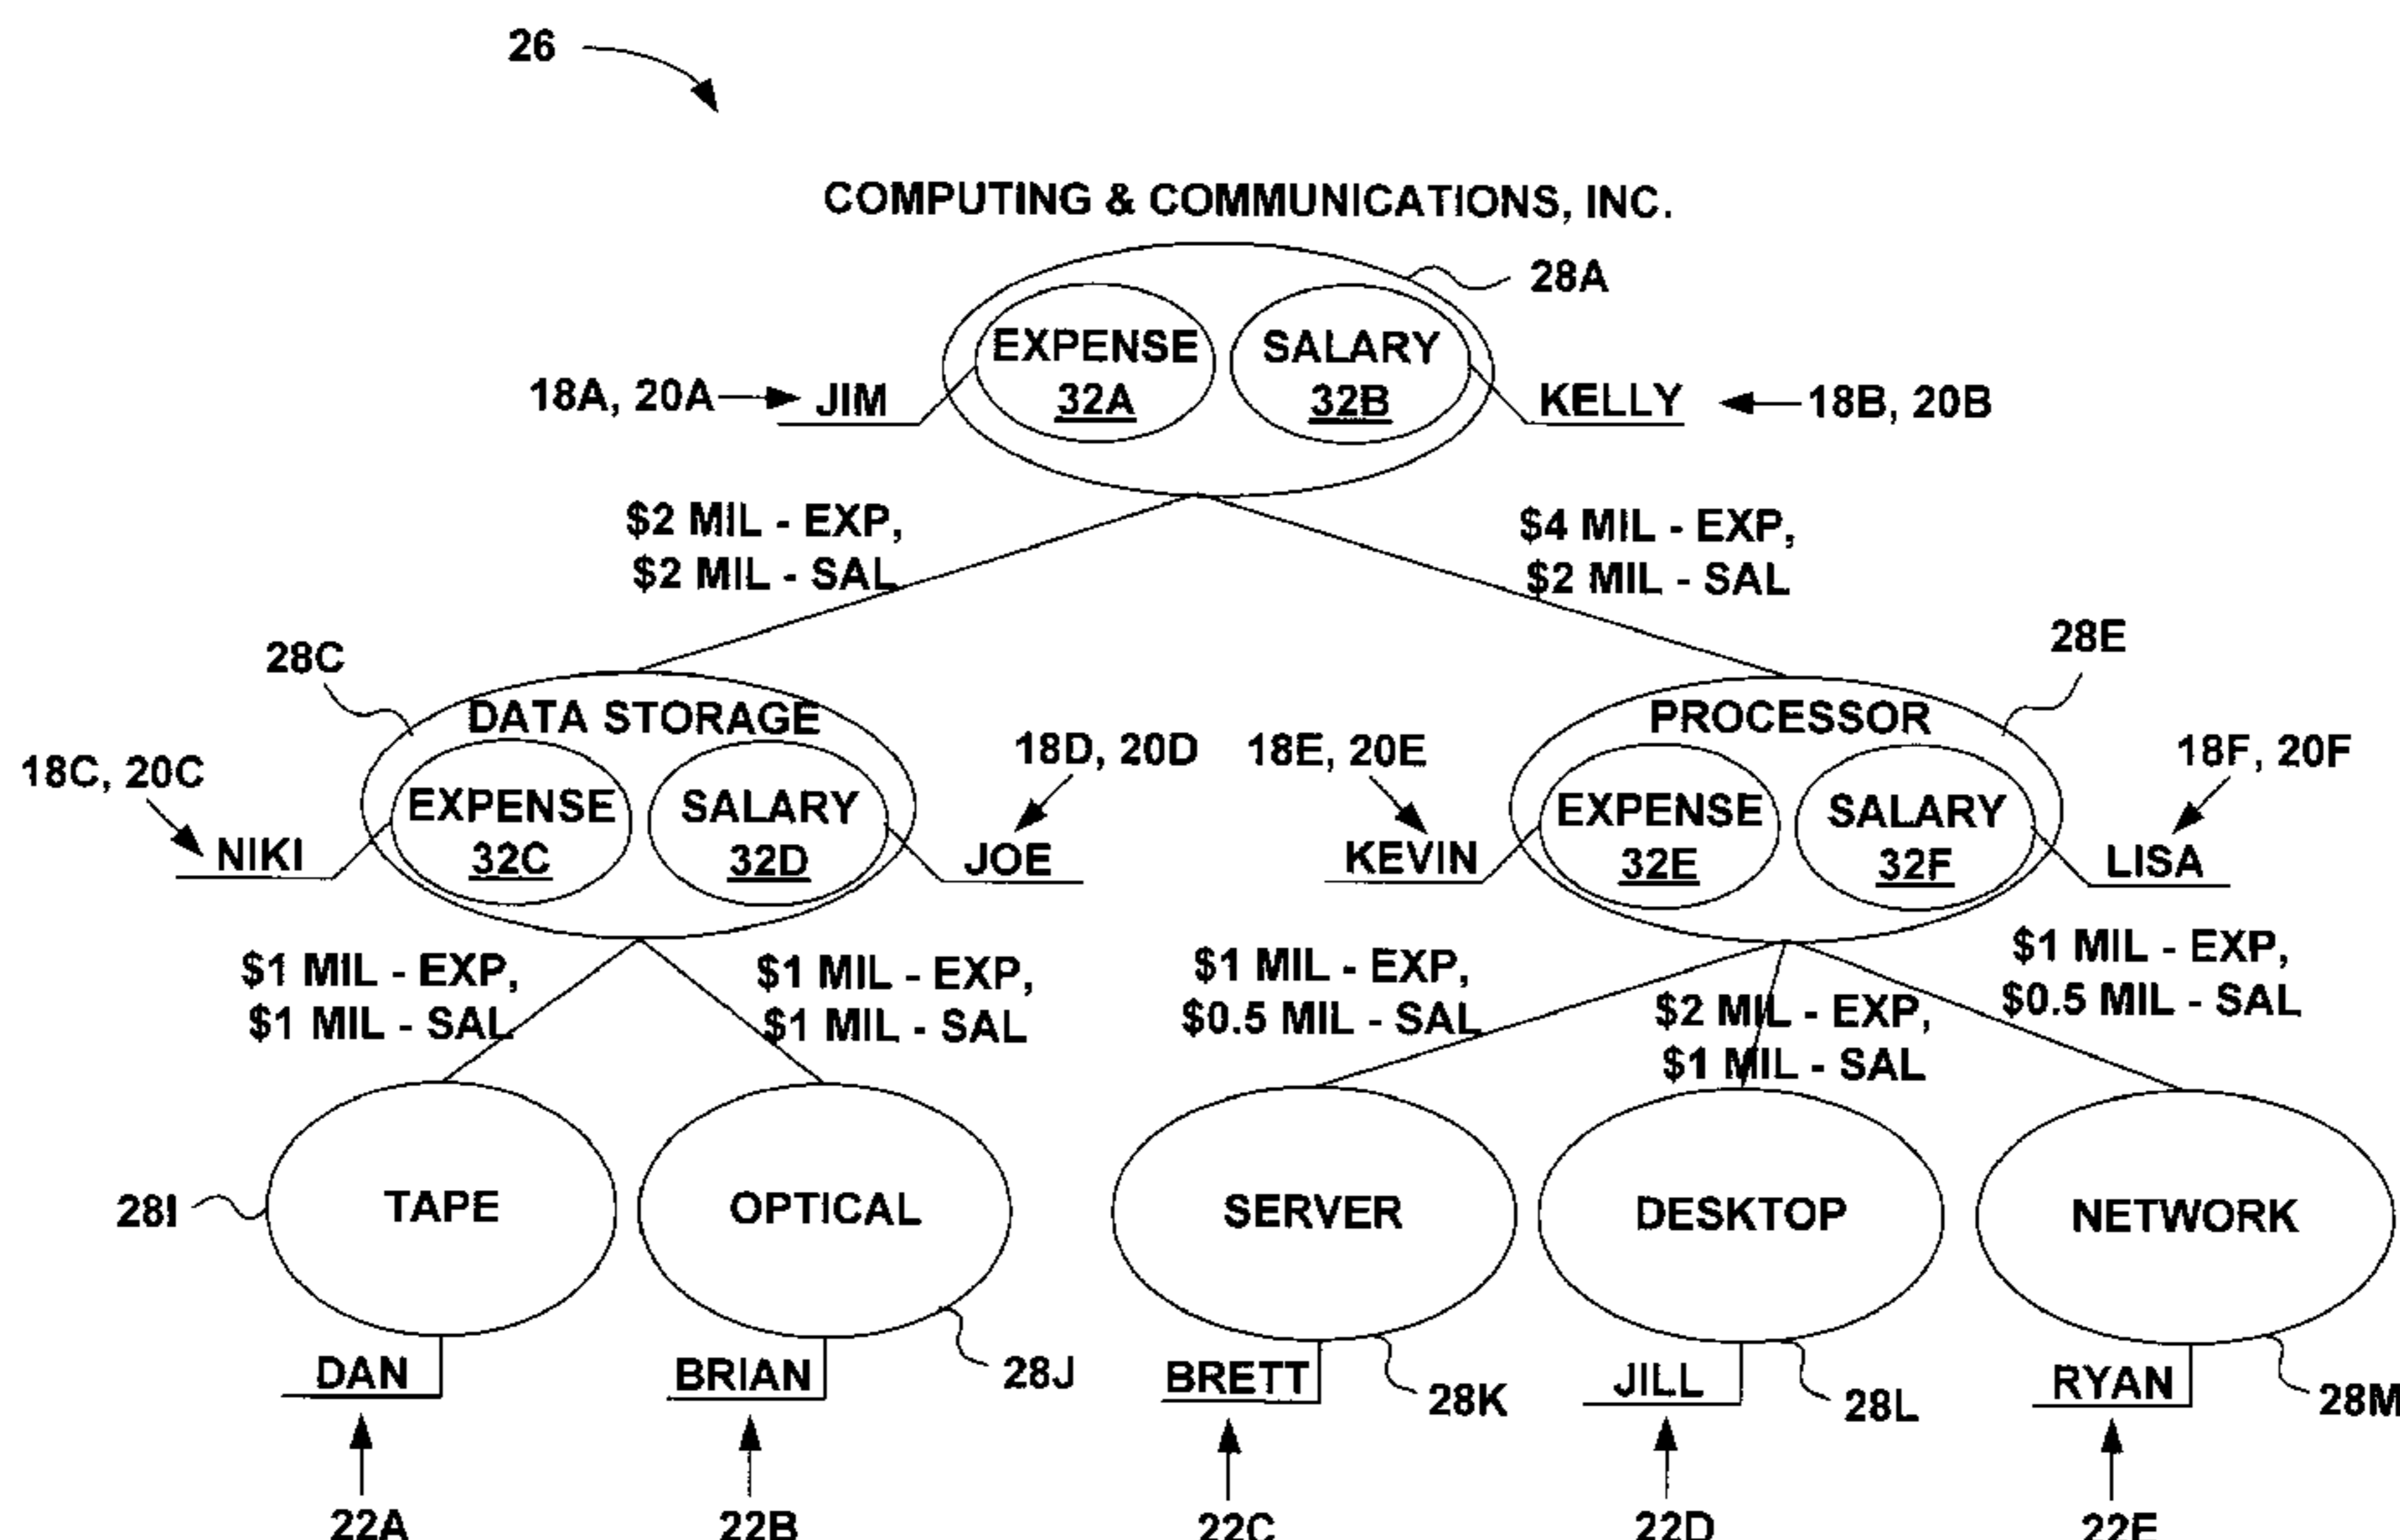 26
COMPUTING & COMMUNICATIONS, INC.
28A
EXPENSE
32A
SALARY
32B
18A, 20A
JIM
KELLY
18B, 20B
$2 MIL - EXP,
$2 MIL - SAL
$4 MIL - EXP,
$2 MIL - SAL
28C
DATA STORAGE
EXPENSE
32C
SALARY
32D
18C, 20C
NIKI
18D, 20D
JOE
28E
PROCESSOR
EXPENSE
32E
SALARY
32F
18E, 20E
KEVIN
18F, 20F
LISA
$1 MIL - EXP,
$1 MIL - SAL
$1 MIL - EXP,
$1 MIL - SAL
$1 MIL - EXP,
$0.5 MIL - SAL
$2 MIL - EXP,
$1 MIL - SAL
$1 MIL - EXP,
$0.5 MIL - SAL
28I
TAPE
OPTICAL
SERVER
DESKTOP
NETWORK
DAN
BRIAN
28J
BRETT
28K
JILL
28L
RYAN
28M
22A
22B
22C
22D
22E